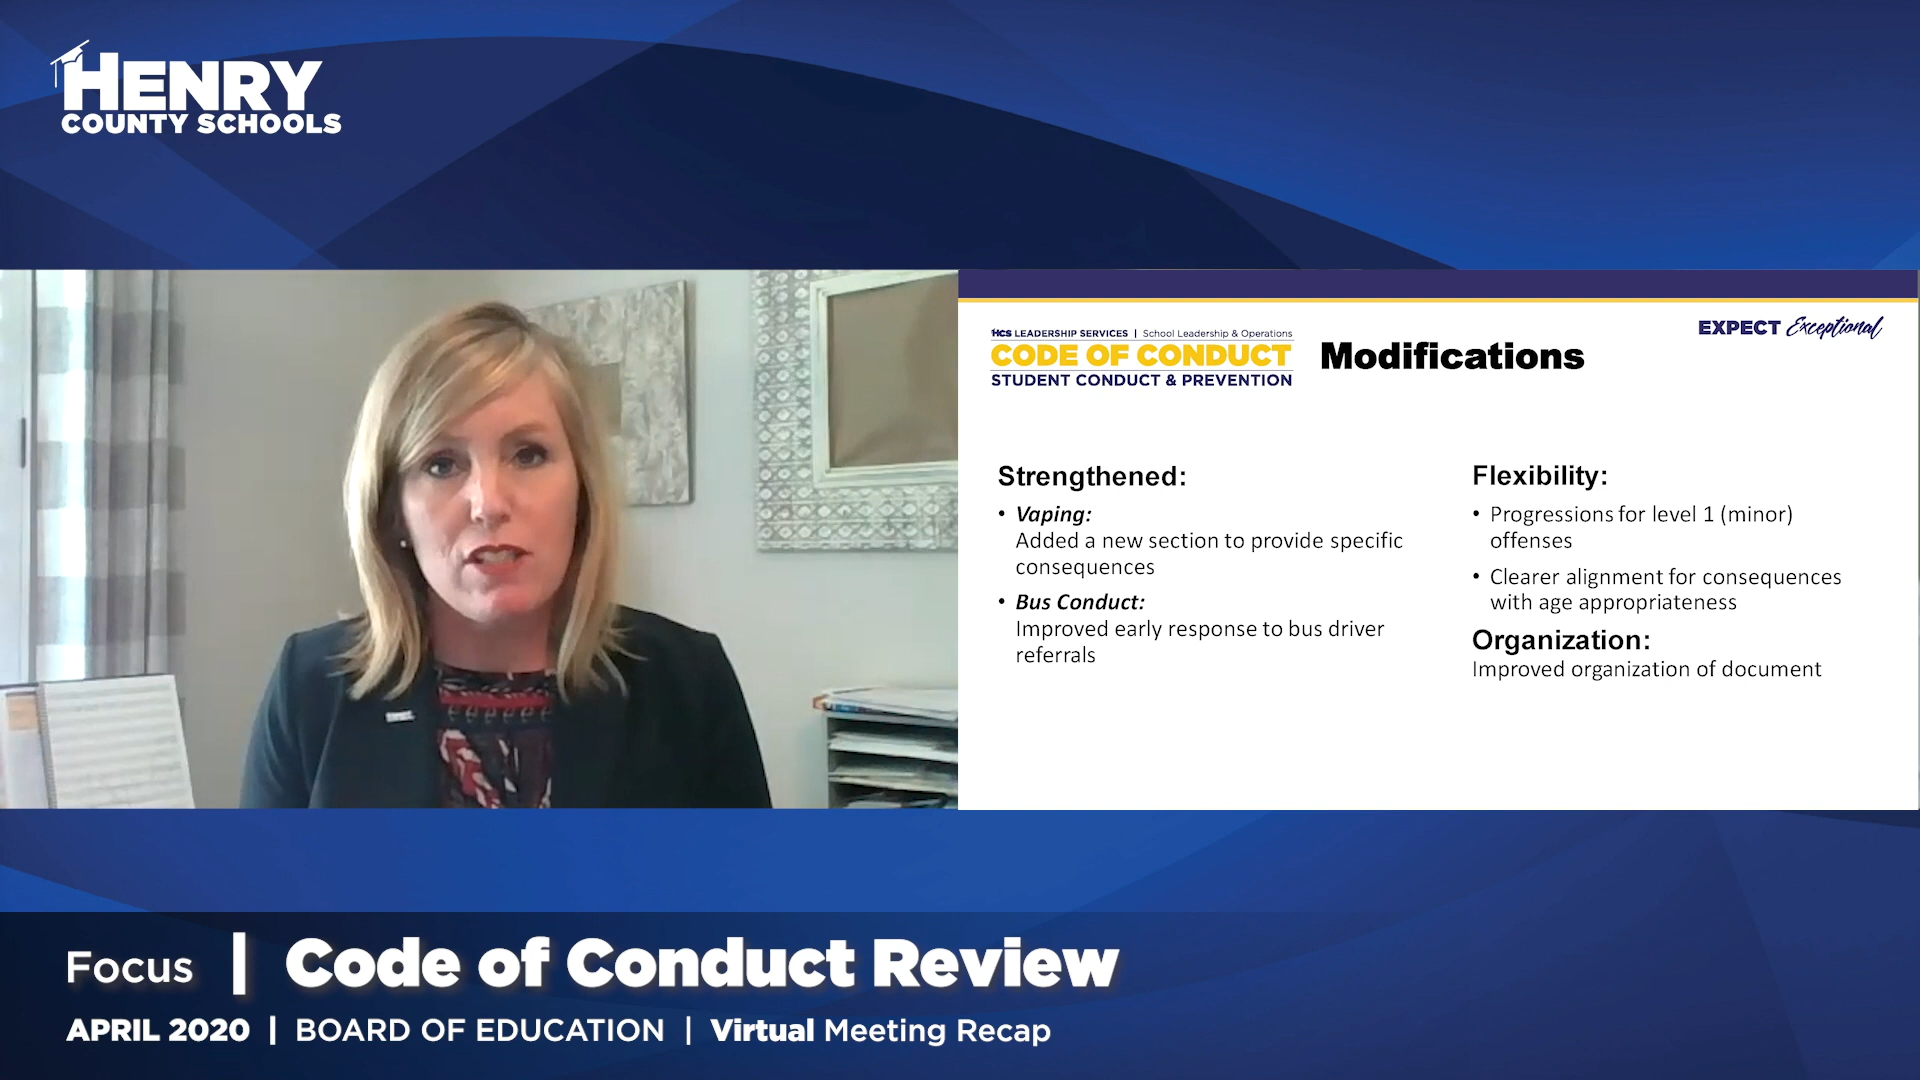 HENRY
COUNTY SCHOOLS
HCS LEADERSHIP SERVICES | School Leadership & Operations
CODE OF CONDUCT
STUDENT CONDUCT & PREVENTION
Modifications
EXPECT Exceptional
Strengthened:
• Vaping:
Added a new section to provide specific
consequences
• Bus Conduct:
Improved early response to bus driver
referrals
Flexibility:
• Progressions for level 1 (minor)
offenses
• Clearer alignment for consequences
with age appropriateness
Organization:
Improved organization of document
Focus | Code of Conduct Review
APRIL 2020 | BOARD OF EDUCATION | Virtual Meeting Recap